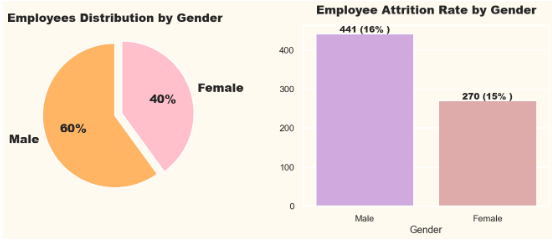 Employees Distribution by Gender
Female
40%
60%
Male
Employee Attrition Rate by Gender
441 (16% )
270 (15% )
400
300
200
100
0
Male
Female
Gender